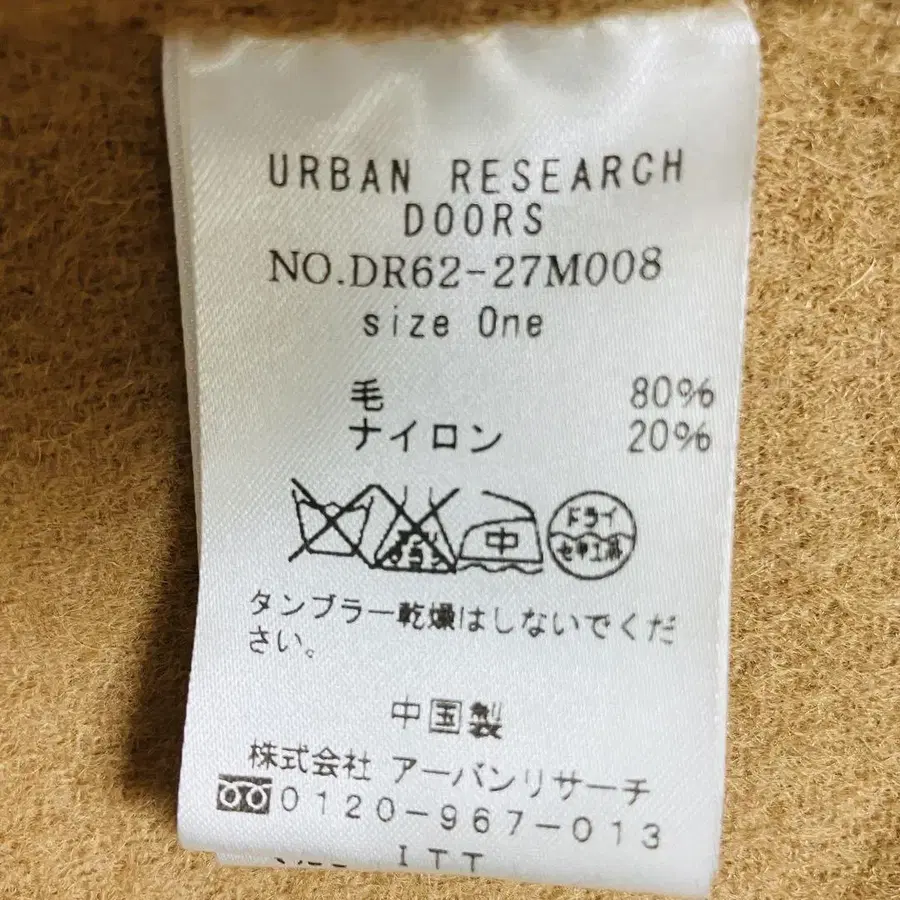 URBAN RESEARCH
DOORS
NO.DR62-27M008
size One
毛 80%
ナイロン 20%
中 ドライ
タンブラー乾燥はしないでくだ
さい。
中国製
株式会社 アーバンリサーチ
0120-967-013
ITT